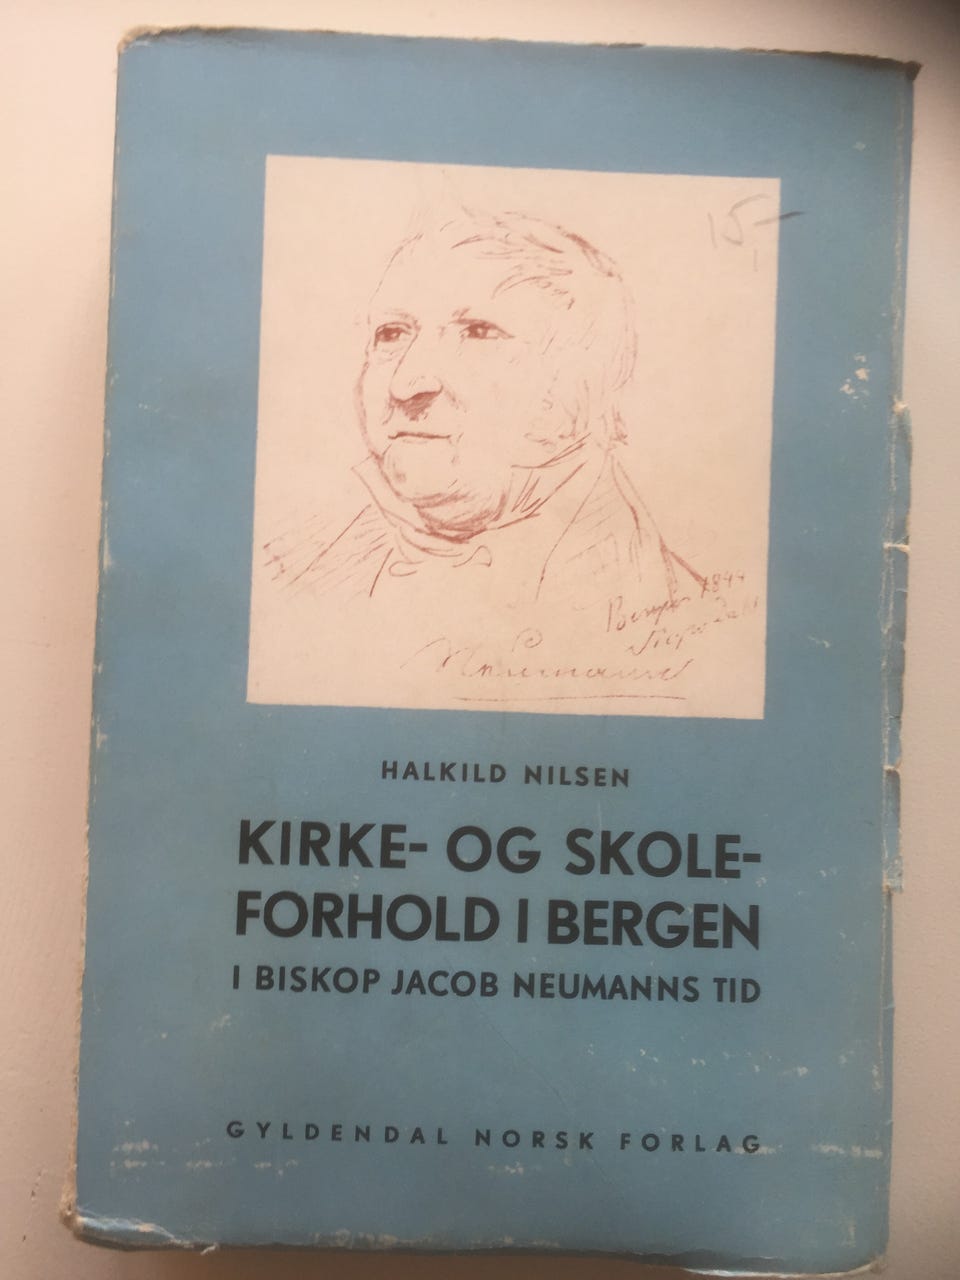 15,-
Bergen 1844
Neumann
HALKILD NILSEN
KIRKE- OG SKOLE-
FORHOLD I BERGEN
I BISKOP JACOB NEUMANNS TID
GYLDENDAL NORSK FORLAG